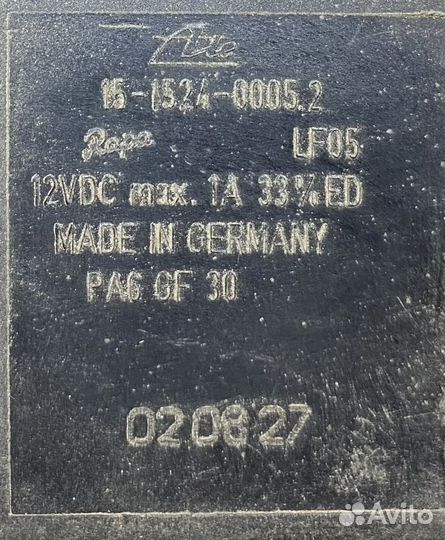 Ate
15-1524-0005.2
Rapa LF05
12VDC max. 1A 33%ED
MADE IN GERMANY
PA6 GF 30
020827
Avito